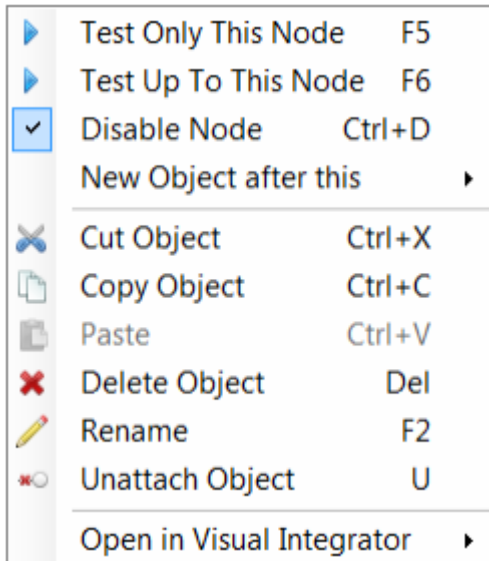 Test Only This Node F5
Test Up To This Node F6
Disable Node Ctrl+D
New Object after this
Cut Object Ctrl+X
Copy Object Ctrl+C
Paste Ctrl+V
Delete Object Del
Rename F2
Unattach Object U
Open in Visual Integrator